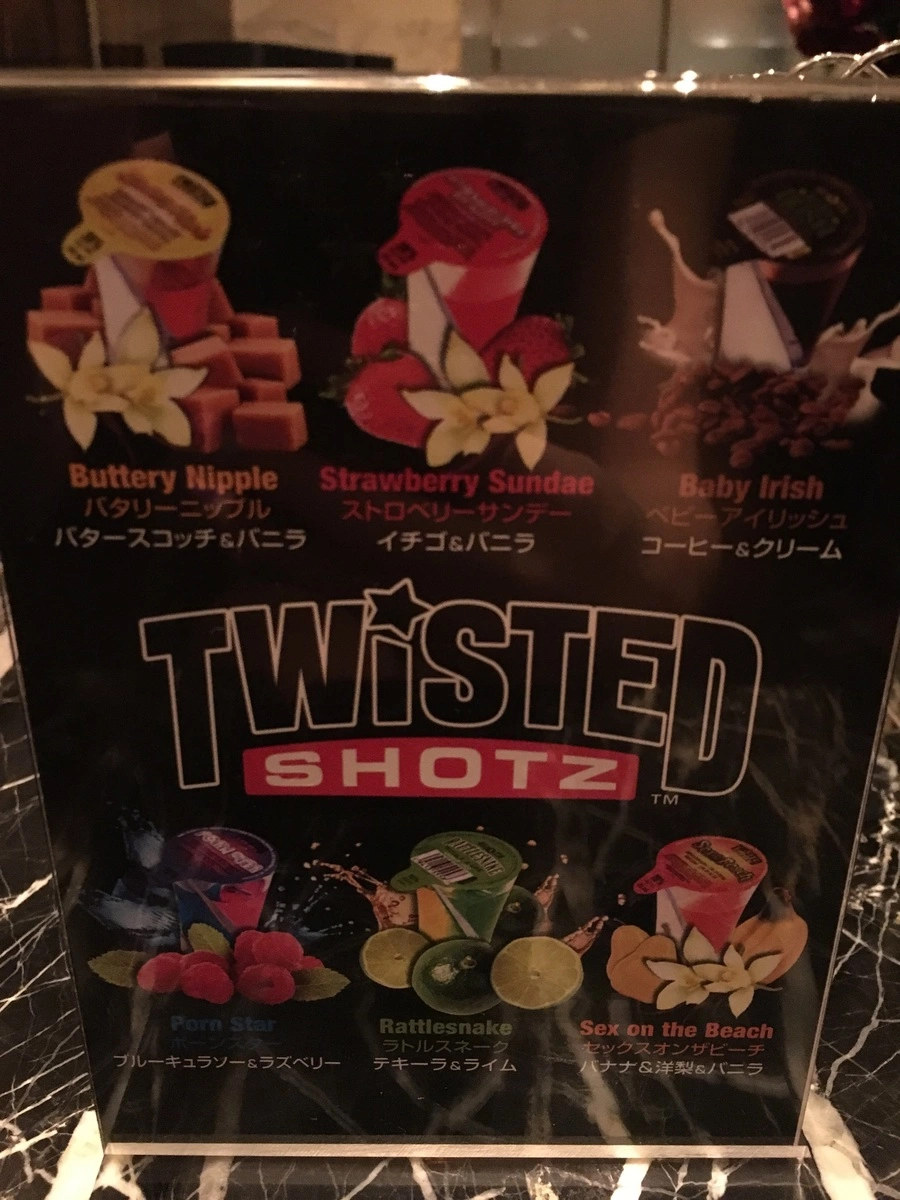 Buttery Nipple
バタリーニップル
バタースコッチ&バニラ
Strawberry Sundae
ストロベリーサンデー
イチゴ&バニラ
Baby Irish
ベビーアイリッシュ
コーヒー&クリーム
TWiSTED
SHOTZ
TM
Porn Star
ポーンスター
ブルーキュラソー&ラズベリー
Rattlesnake
ラトルスネーク
テキーラ&ライム
Sex on the Beach
セックスオンザビーチ
バナナ&洋梨&バニラ